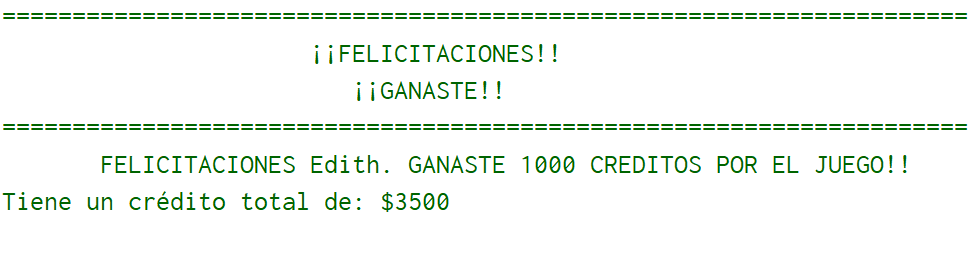 =====================================================================
¡¡FELICITACIONES!!
¡¡GANASTE!!
=====================================================================
FELICITACIONES Edith. GANASTE 1000 CREDITOS POR EL JUEGO!!
Tiene un crédito total de: $3500